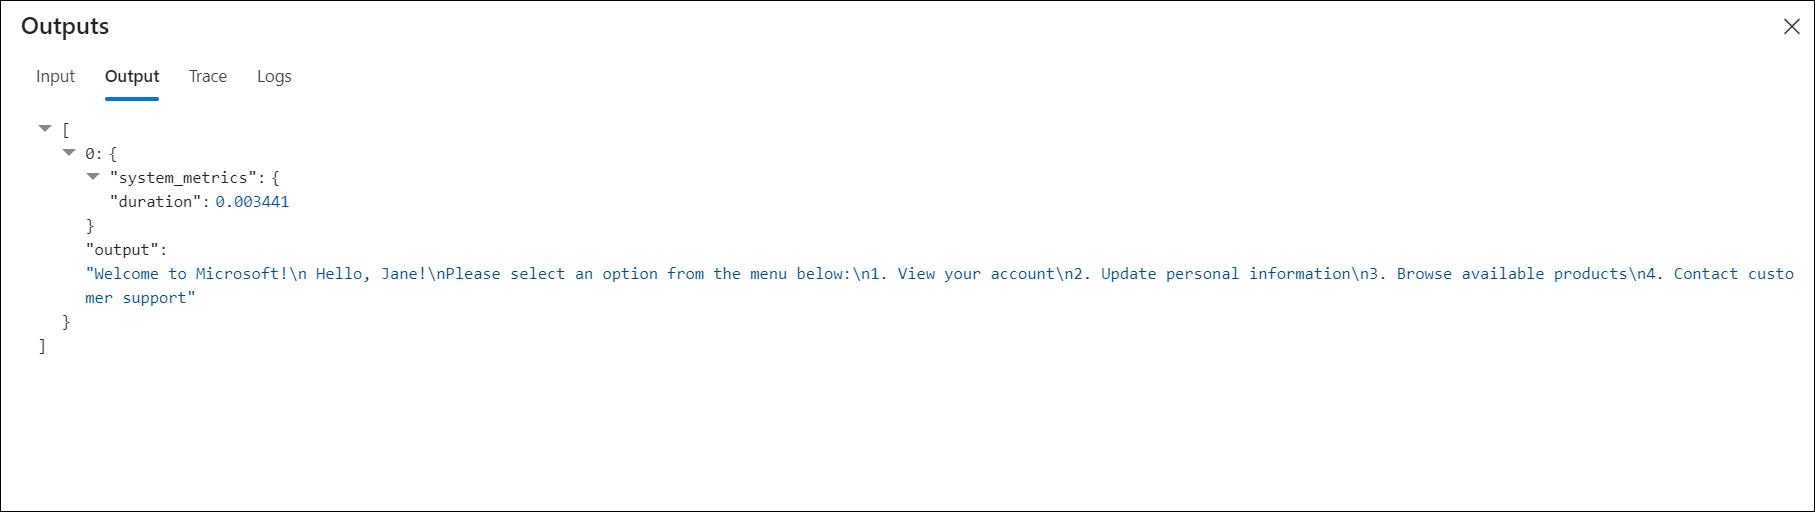 Outputs
Input Output Trace Logs
[
0: {
"system_metrics": {
"duration": 0.003441
}
"output":
"Welcome to Microsoft!\n Hello, Jane!\nPlease select an option from the menu below:\n1. View your account\n2. Update personal information\n3. Browse available products\n4. Contact custo
mer support"
}
]